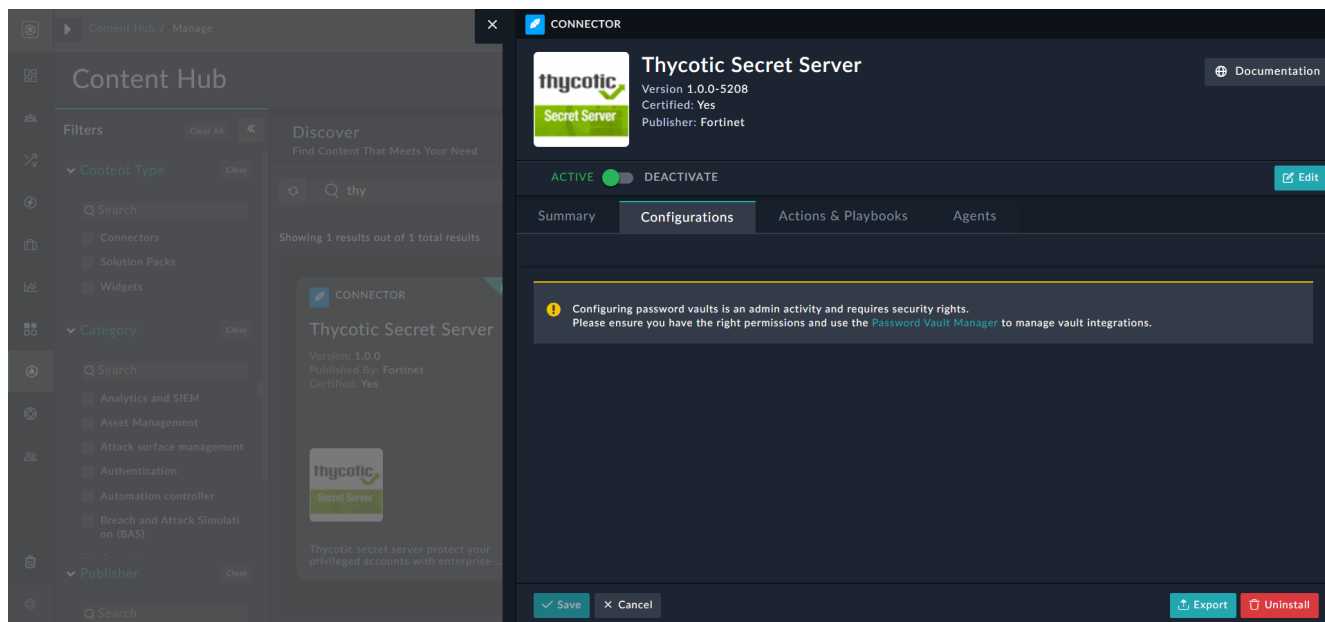 Content Hub / Manage
Content Hub
Filters
Clear All
Content Type
Clear
Search
Connectors
Solution Packs
Widgets
Category
Clear
Search
Analytics and SIEM
Asset Management
Attack surface management
Authentication
Automation controller
Breach and Attack Simulati
on (BAS)
Publisher
Clear
Search
Discover
Find Content That Meets Your Need
thy
Showing 1 results out of 1 total results
CONNECTOR
Thycotic Secret Server
Version: 1.0.0
Published By: Fortinet
Certified: Yes
thycotic
Secret Server
Thycotic secret server protect your
privileged accounts with enterprise-...
CONNECTOR
thycotic
Secret Server
Thycotic Secret Server
Version 1.0.0-5208
Certified: Yes
Publisher: Fortinet
Documentation
ACTIVE DEACTIVATE
Edit
Summary Configurations Actions & Playbooks Agents
Configuring password vaults is an admin activity and requires security rights.
Please ensure you have the right permissions and use the Password Vault Manager to manage vault integrations.
Save Cancel
Export Uninstall